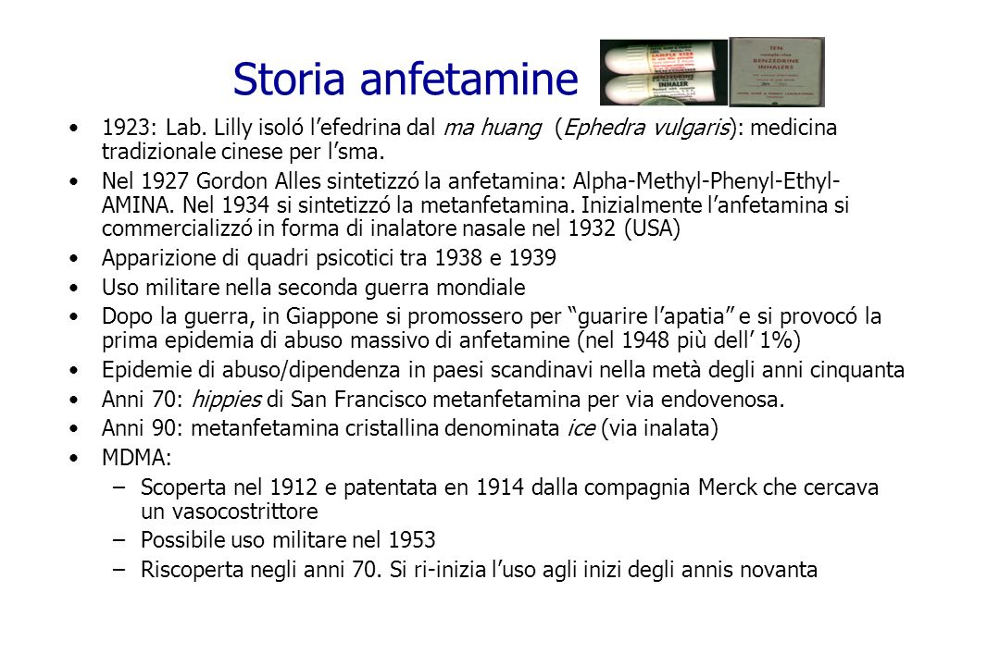 Storia anfetamine
SAMPLE SIZE
BENZEDRINE
INHALER
TEN
sample-size
BENZEDRINE
INHALERS
• 1923: Lab. Lilly isoló l’efedrina dal ma huang (Ephedra vulgaris): medicina
tradizionale cinese per l’sma.
• Nel 1927 Gordon Alles sintetizzó la anfetamina: Alpha-Methyl-Phenyl-Ethyl-
AMINA. Nel 1934 si sintetizzó la metanfetamina. Inizialmente l’anfetamina si
commercializzó in forma di inalatore nasale nel 1932 (USA)
• Apparizione di quadri psicotici tra 1938 e 1939
• Uso militare nella seconda guerra mondiale
• Dopo la guerra, in Giappone si promossero per “guarire l’apatia” e si provocó la
prima epidemia di abuso massivo di anfetamine (nel 1948 più dell’ 1%)
• Epidemie di abuso/dipendenza in paesi scandinavi nella metà degli anni cinquanta
• Anni 70: hippies di San Francisco metanfetamina per via endovenosa.
• Anni 90: metanfetamina cristallina denominata ice (via inalata)
• MDMA:
– Scoperta nel 1912 e patentata en 1914 dalla compagnia Merck che cercava
un vasocostrittore
– Possibile uso militare nel 1953
– Riscoperta negli anni 70. Si ri-inizia l’uso agli inizi degli annis novanta